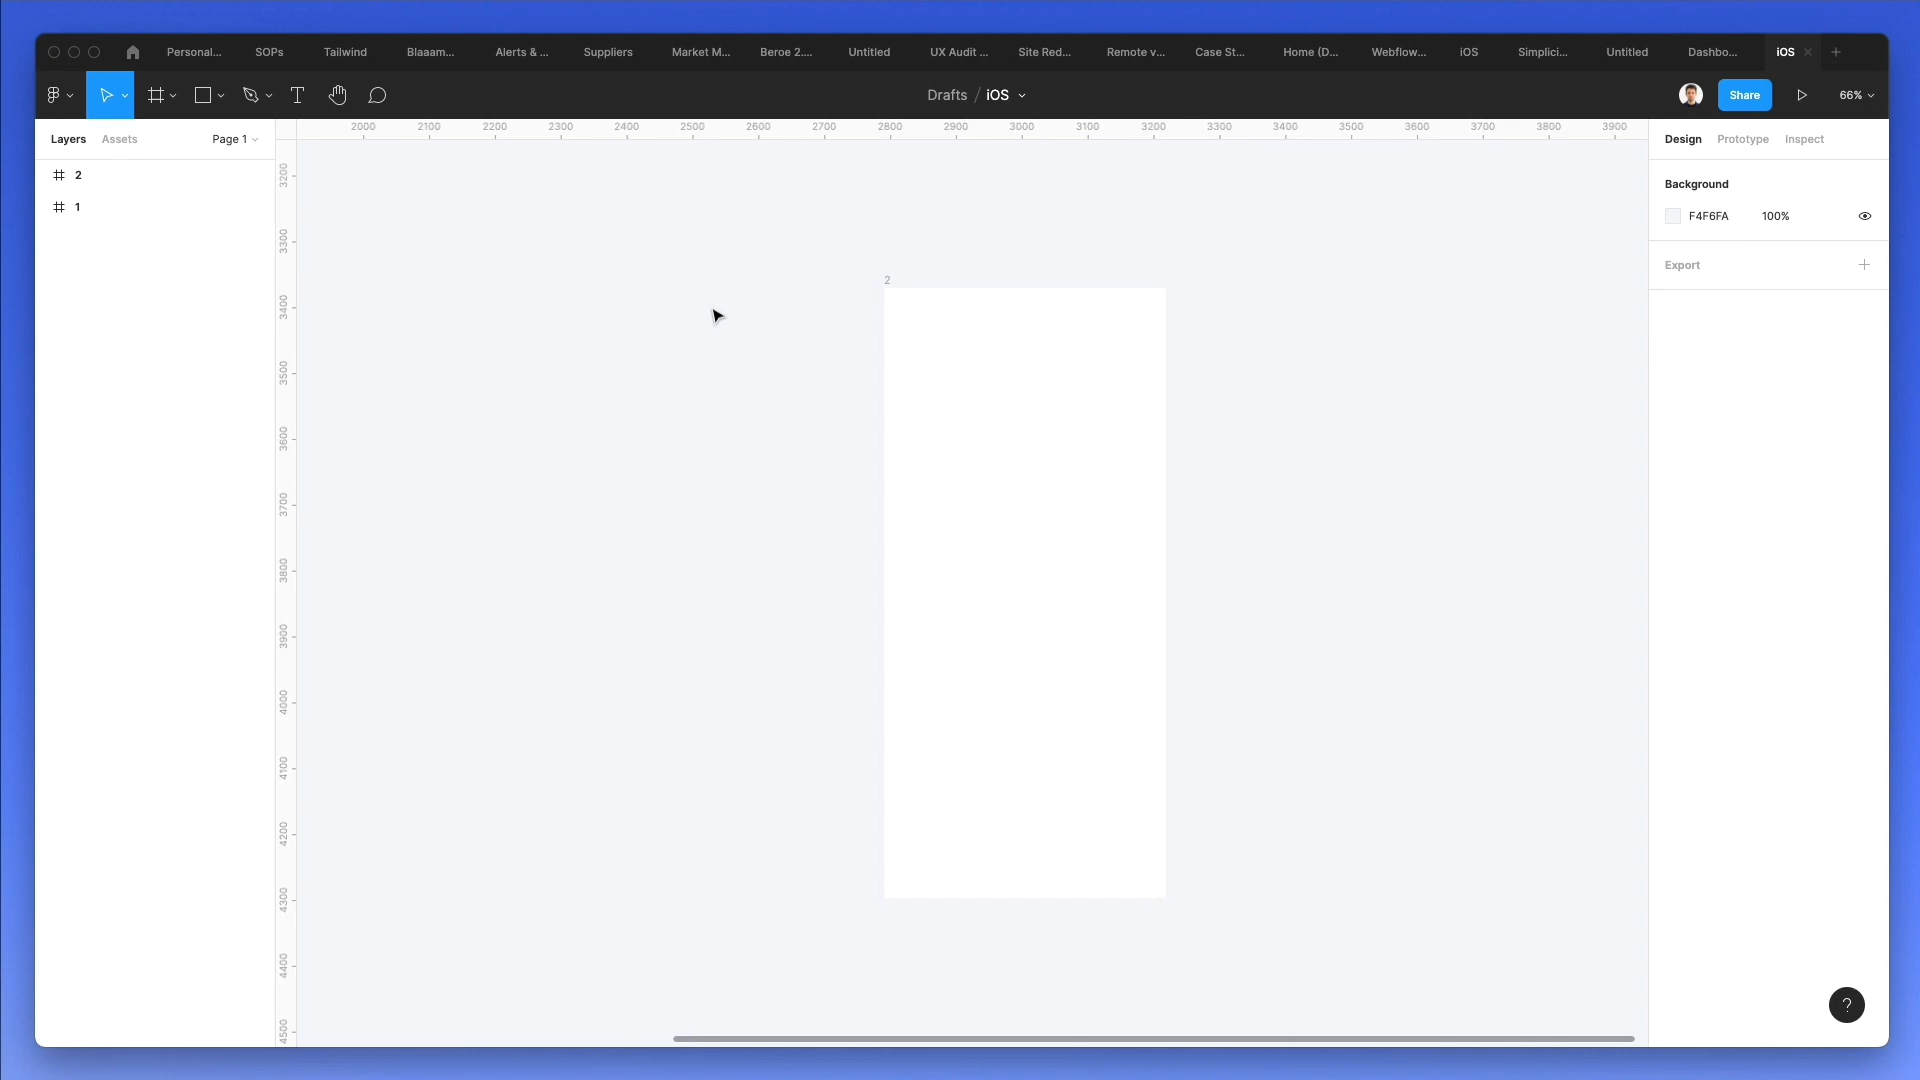 Personal... SOPs Tailwind Blaaam... Alerts & ... Suppliers Market M... Beroe 2.... Untitled UX Audit ... Site Red... Remote v... Case St... Home (D... Webflow... iOS Simplici... Untitled Dashbo... iOS
Drafts / iOS Share 66%
Layers Assets Page 1
2000 2100 2200 2300 2400 2500 2600 2700 2800 2900 3000 3100 3200 3300 3400 3500 3600 3700 3800 3900
Design Prototype Inspect
2
1
3200
3300
3400
3500
3600
3700
3800
3900
4000
4100
4200
4300
4400
4500
2
Background
F4F6FA 100%
Export
?